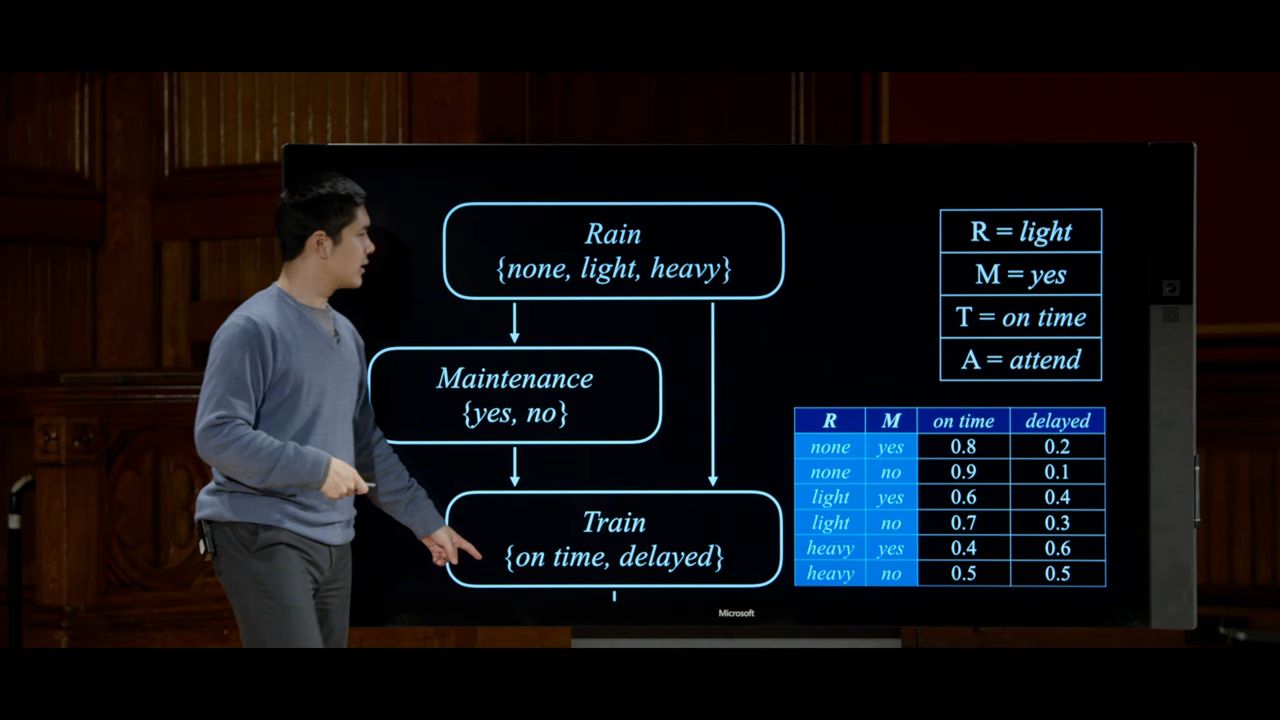 Rain
{none, light, heavy}
Maintenance
{yes, no}
Train
{on time, delayed}
R = light
M = yes
T = on time
A = attend
R M on time delayed
none yes 0.8 0.2
none no 0.9 0.1
light yes 0.6 0.4
light no 0.7 0.3
heavy yes 0.4 0.6
heavy no 0.5 0.5
Microsoft